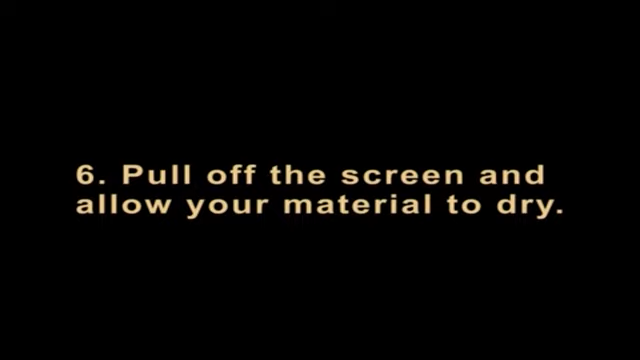 6. Pull off the screen and
allow your material to dry.